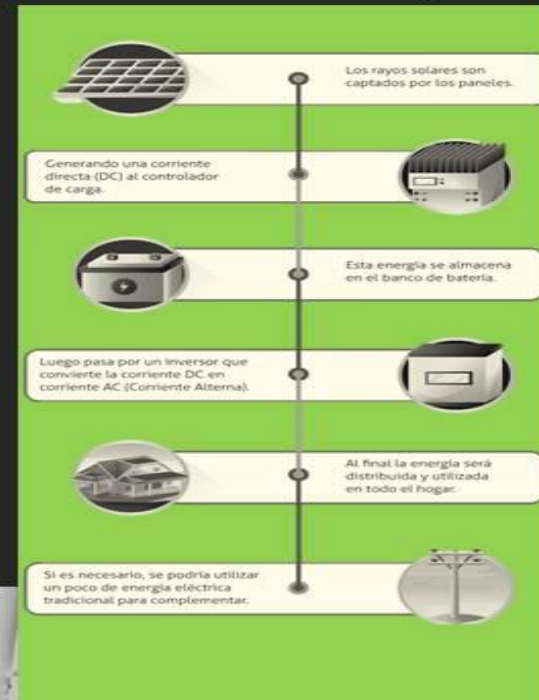 Los rayos solares son
captados por los paneles.
Generando una corriente
directa (DC) al controlador
de carga.
Esta energía se almacena
en el banco de batería.
Luego pasa por un inversor que
convierte la corriente DC en
corriente AC (Corriente Alterna).
Al final la energía será
distribuida y utilizada
en todo el hogar.
Si es necesario, se podría utilizar
un poco de energía eléctrica
tradicional para complementar.